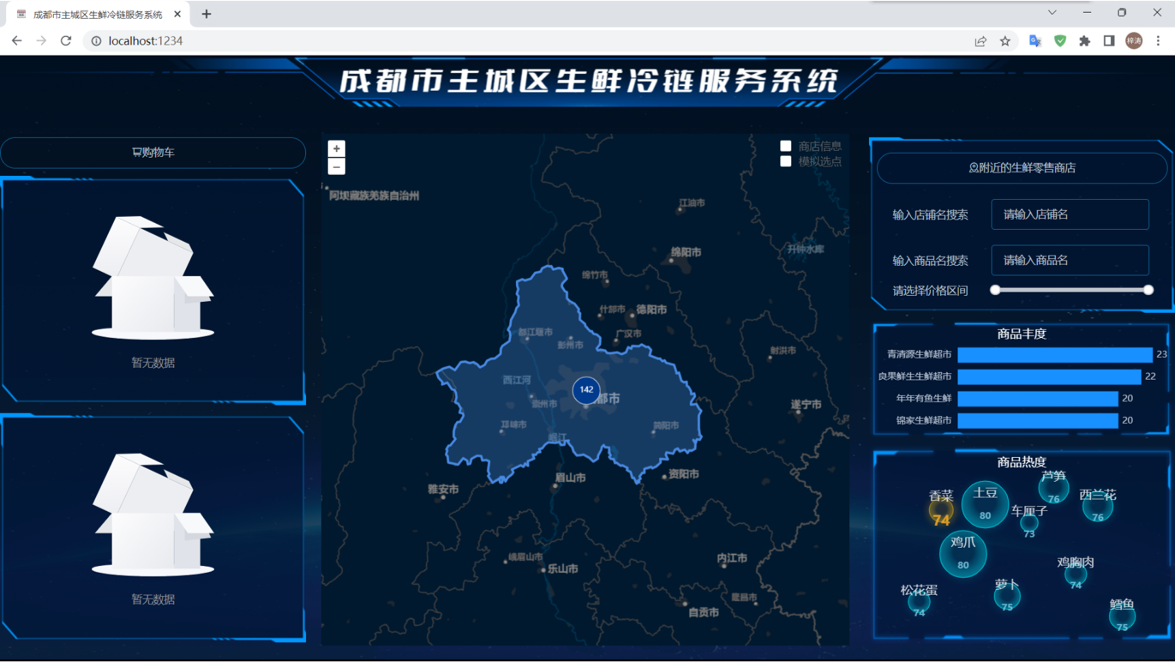 成都市主城区生鲜冷链服务系统
localhost:1234
梓涛
成都市主城区生鲜冷链服务系统
购物车
暂无数据
暂无数据
+
−
商店信息
模拟选点
阿坝藏族羌族自治州
江油市
升钟水库
绵阳市
绵竹市
什邡市
德阳市
广汉市
都江堰市
彭州市
射洪市
西江河
142
都市
崇州市
遂宁市
邛崃市
简阳市
岷江
眉山市
资阳市
雅安市
峨眉山市
乐山市
内江市
自贡市
附近的生鲜零售商店
输入店铺名搜索
请输入店铺名
输入商品名搜索
请输入商品名
请选择价格区间
商品丰度
青清源生鲜超市
23
良果鲜生生鲜超市
22
年年有鱼生鲜
20
锦家生鲜超市
20
商品热度
芦笋
76
香菜
74
土豆
80
西兰花
76
车厘子
73
鸡爪
80
鸡胸肉
74
松花蛋
74
萝卜
75
鳕鱼
75